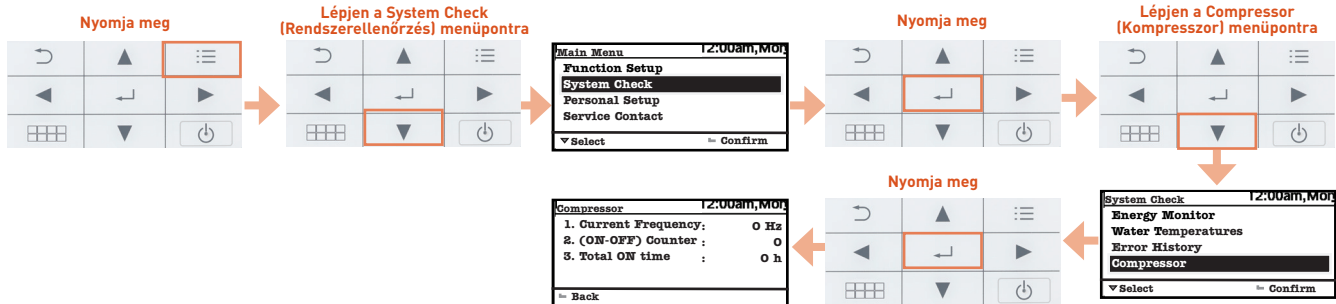 Nyomja meg
Lépjen a System Check
(Rendszerellenőrzés) menüpontra
Main Menu 12:00am,Mon
Function Setup
System Check
Personal Setup
Service Contact
▼Select Confirm
Nyomja meg
Lépjen a Compressor
(Kompresszor) menüpontra
System Check 12:00am,Mon
Energy Monitor
Water Temperatures
Error History
Compressor
▼Select Confirm
Nyomja meg
Compressor 12:00am,Mon
1. Current Frequency: 0 Hz
2. (ON-OFF) Counter : 0
3. Total ON time : 0 h
Back